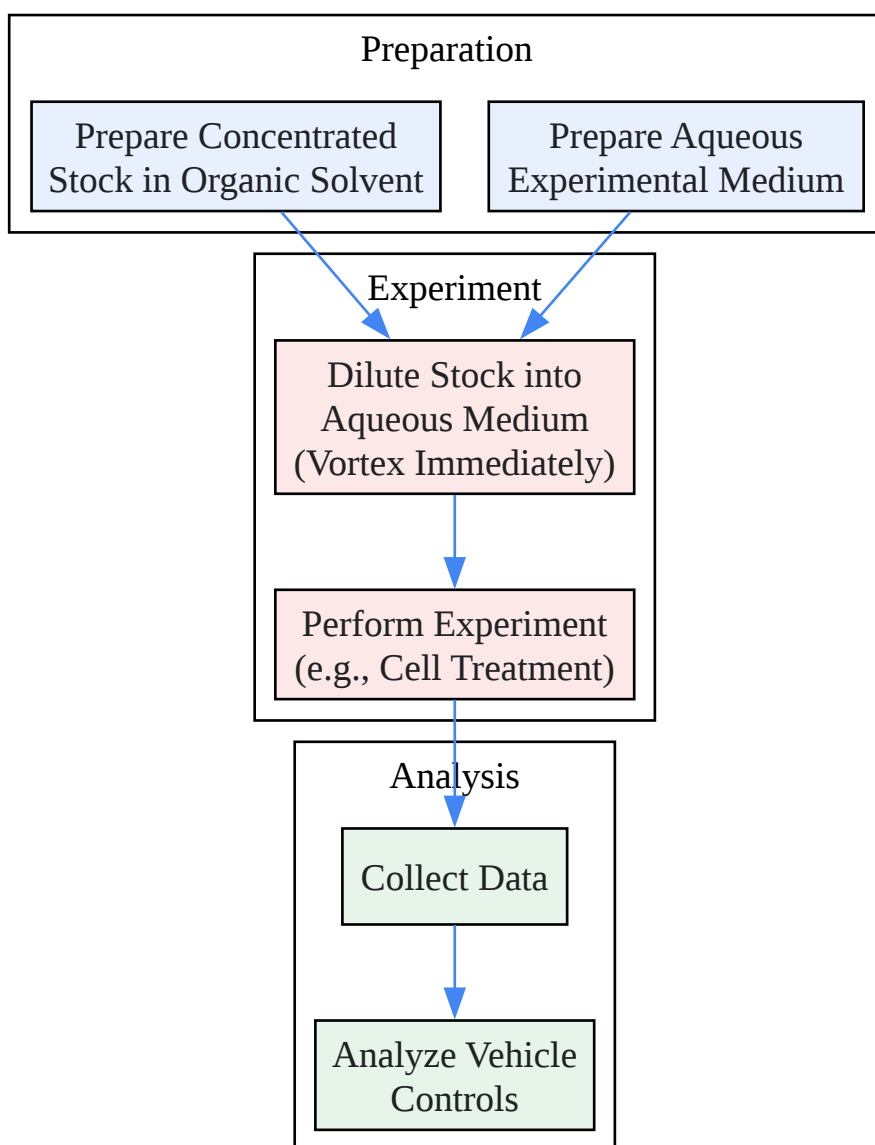 Preparation
Prepare Concentrated
Stock in Organic Solvent
Prepare Aqueous
Experimental Medium
Experiment
Dilute Stock into
Aqueous Medium
(Vortex Immediately)
Perform Experiment
(e.g., Cell Treatment)
Analysis
Collect Data
Analyze Vehicle
Controls